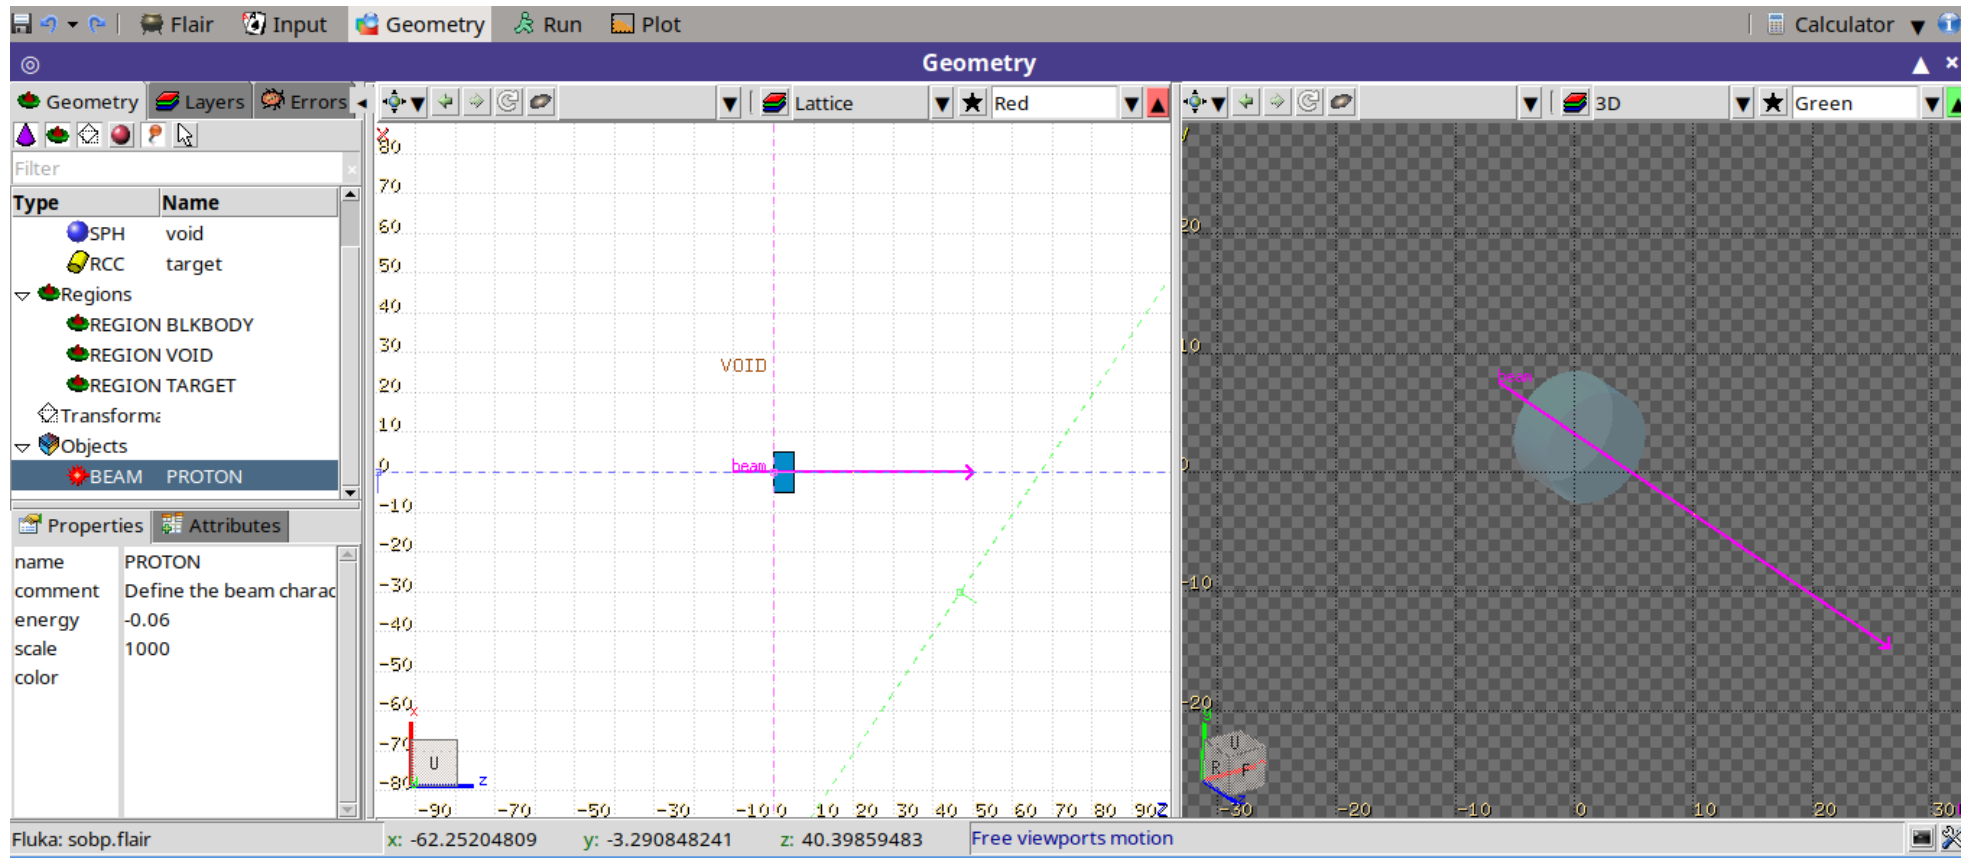 Flair Input Geometry Run Plot Calculator
Geometry
Geometry Layers Errors
Lattice Red 3D Green
Filter
Type Name
SPH void
RCC target
Regions
REGION BLKBODY
REGION VOID
REGION TARGET
Transforma
Objects
BEAM PROTON
Properties Attributes
name PROTON
comment Define the beam charac
energy -0.06
scale 1000
color
x
80
70
60
50
40
30
20
10
0
-10
-20
-30
-40
-50
-60
-70
-80
VOID
beam
x
U
z
-90 -70 -50 -30 -10 0 10 20 30 40 50 60 70 80 90 z
y
20
10
0
-10
-20
beam
y
U
R F
z
-30 -20 -10 0 10 20 30
Fluka: sobp.flair x: -62.25204809 y: -3.290848241 z: 40.39859483 Free viewports motion